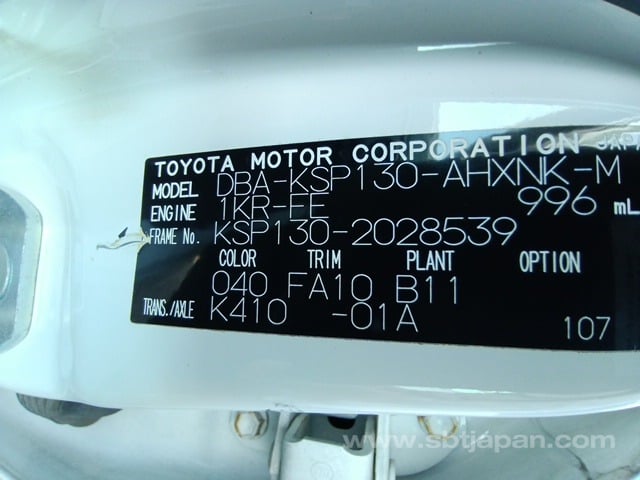 TOYOTA MOTOR CORPORATION JAPAN
MODEL DBA-KSP130-AHXNK-M
ENGINE 1KR-FE 996 mL
FRAME No. KSP130-2028539
COLOR TRIM PLANT OPTION
040 FA10 B11
TRANS./AXLE K410 -01A
107
www.sbtjapan.com